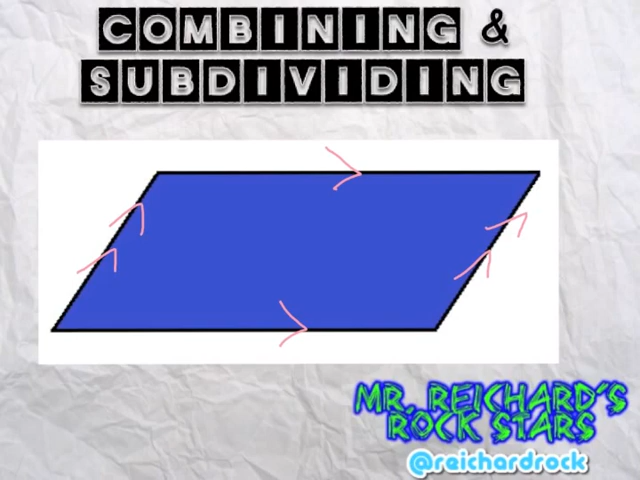 COMBINING &
SUBDIVIDING
MR. REICHARD'S
ROCK STARS
@reichardrock